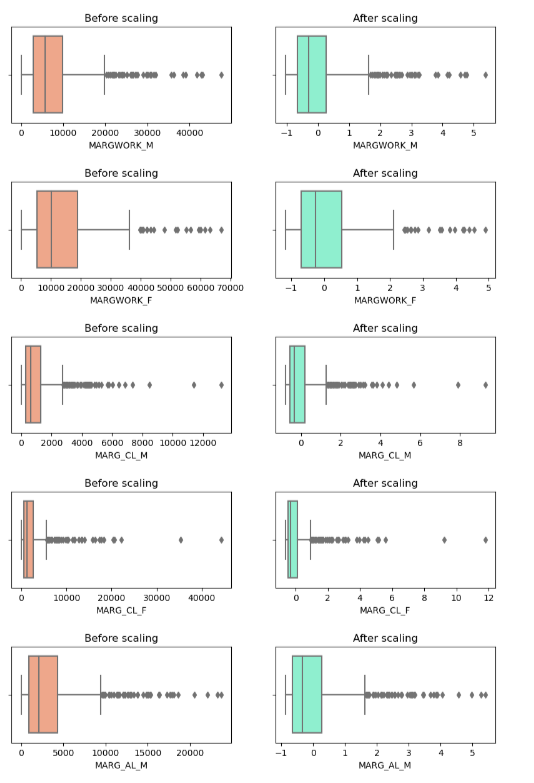 Before scaling After scaling
0 10000 20000 30000 40000 -1 0 1 2 3 4 5
MARGWORK_M MARGWORK_M
Before scaling After scaling
0 10000 20000 30000 40000 50000 60000 70000 −1 0 1 2 3 4 5
MARGWORK_F MARGWORK_F
Before scaling After scaling
0 2000 4000 6000 8000 10000 12000 0 2 4 6 8
MARG_CL_M MARG_CL_M
Before scaling After scaling
0 10000 20000 30000 40000 0 2 4 6 8 10 12
MARG_CL_F MARG_CL_F
Before scaling After scaling
0 5000 10000 15000 20000 −1 0 1 2 3 4 5
MARG_AL_M MARG_AL_M